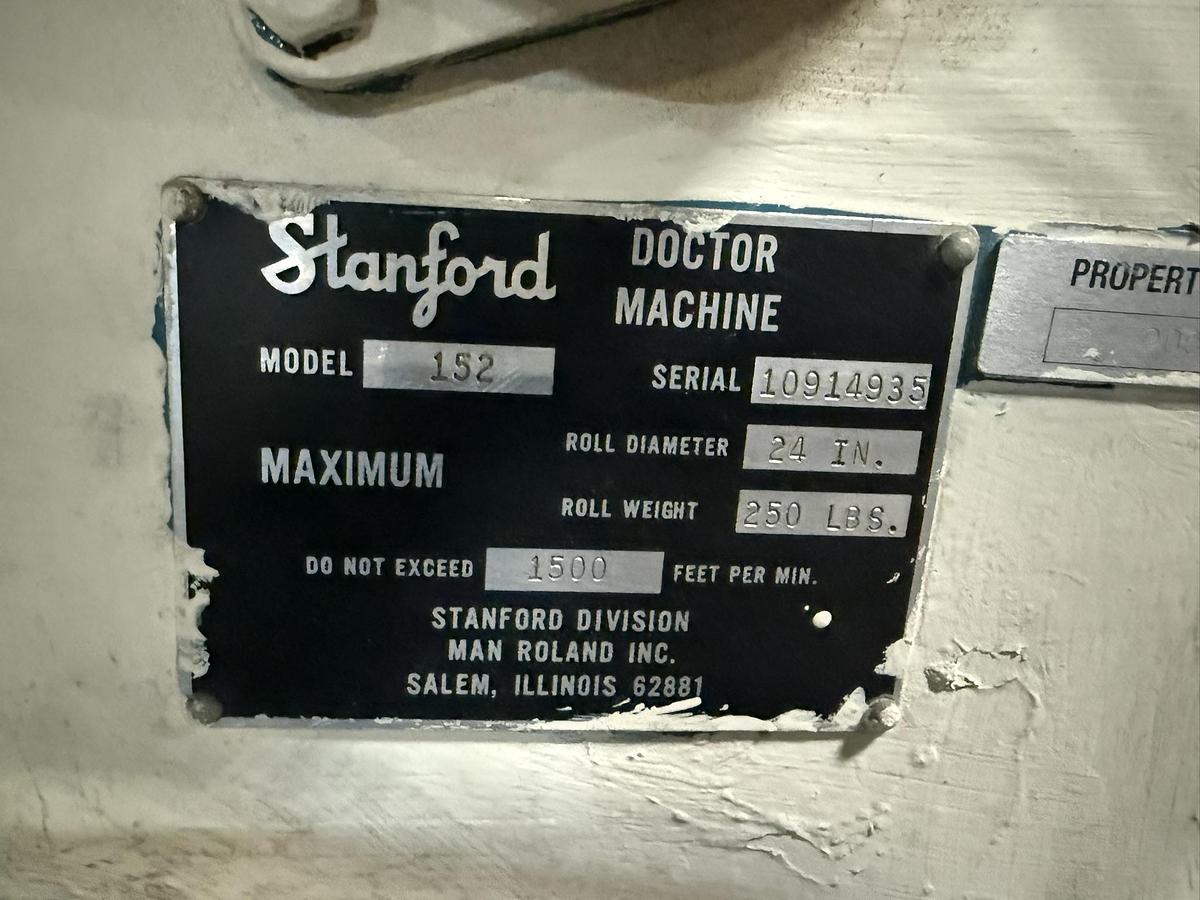 Stanford
DOCTOR
MACHINE
MODEL 152
SERIAL 10914935
MAXIMUM
ROLL DIAMETER 24 IN.
ROLL WEIGHT 250 LBS.
DO NOT EXCEED 1500 FEET PER MIN.
STANFORD DIVISION
MAN ROLAND INC.
SALEM, ILLINOIS 62881
PROPERT